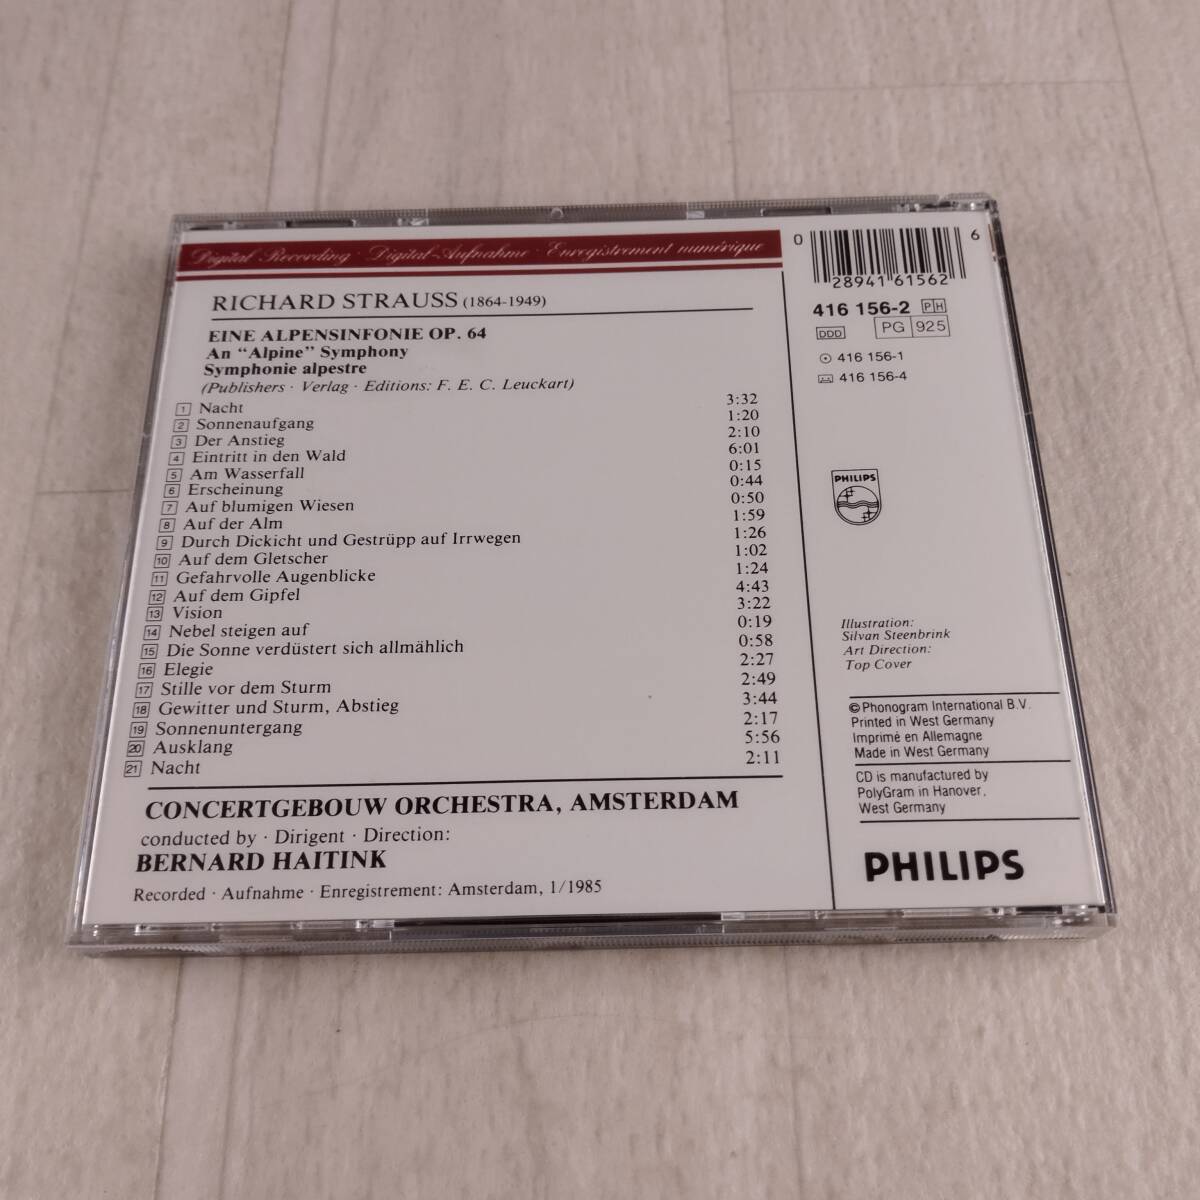 Digital Recording · Digital-Aufnahme · Enregistrement numérique
RICHARD STRAUSS (1864-1949)
EINE ALPENSINFONIE OP. 64
An "Alpine" Symphony
Symphonie alpestre
(Publishers · Verlag · Editions: F. E. C. Leuckart)
1 Nacht 3:32
2 Sonnenaufgang 1:20
3 Der Anstieg 2:10
4 Eintritt in den Wald 6:01
5 Am Wasserfall 0:15
6 Erscheinung 0:44
7 Auf blumigen Wiesen 0:50
8 Auf der Alm 1:59
9 Durch Dickicht und Gestrüpp auf Irrwegen 1:26
10 Auf dem Gletscher 1:02
11 Gefahrvolle Augenblicke 1:24
12 Auf dem Gipfel 4:43
13 Vision 3:22
14 Nebel steigen auf 0:19
15 Die Sonne verdüstert sich allmählich 0:58
16 Elegie 2:27
17 Stille vor dem Sturm 2:49
18 Gewitter und Sturm, Abstieg 3:44
19 Sonnenuntergang 2:17
20 Ausklang 5:56
21 Nacht 2:11
CONCERTGEBOUW ORCHESTRA, AMSTERDAM
conducted by · Dirigent · Direction:
BERNARD HAITINK
Recorded · Aufnahme · Enregistrement: Amsterdam, 1/1985
0 28941 61562 6
416 156-2 PH
DDD PG 925
416 156-1
416 156-4
PHILIPS
Illustration:
Silvan Steenbrink
Art Direction:
Top Cover
©Phonogram International B.V.
Printed in West Germany
Imprimé en Allemagne
Made in West Germany
CD is manufactured by
PolyGram in Hanover,
West Germany
PHILIPS